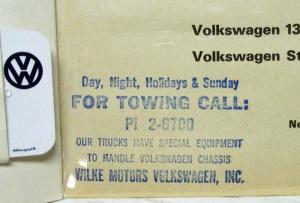 Volkswagen 13
Volkswagen St
Day, Night, Holidays & Sunday
FOR TOWING CALL:
PI 2-6700
No
OUR TRUCKS HAVE SPECIAL EQUIPMENT
TO HANDLE VOLKSWAGEN CHASSIS
WILKE MOTORS VOLKSWAGEN, INC.